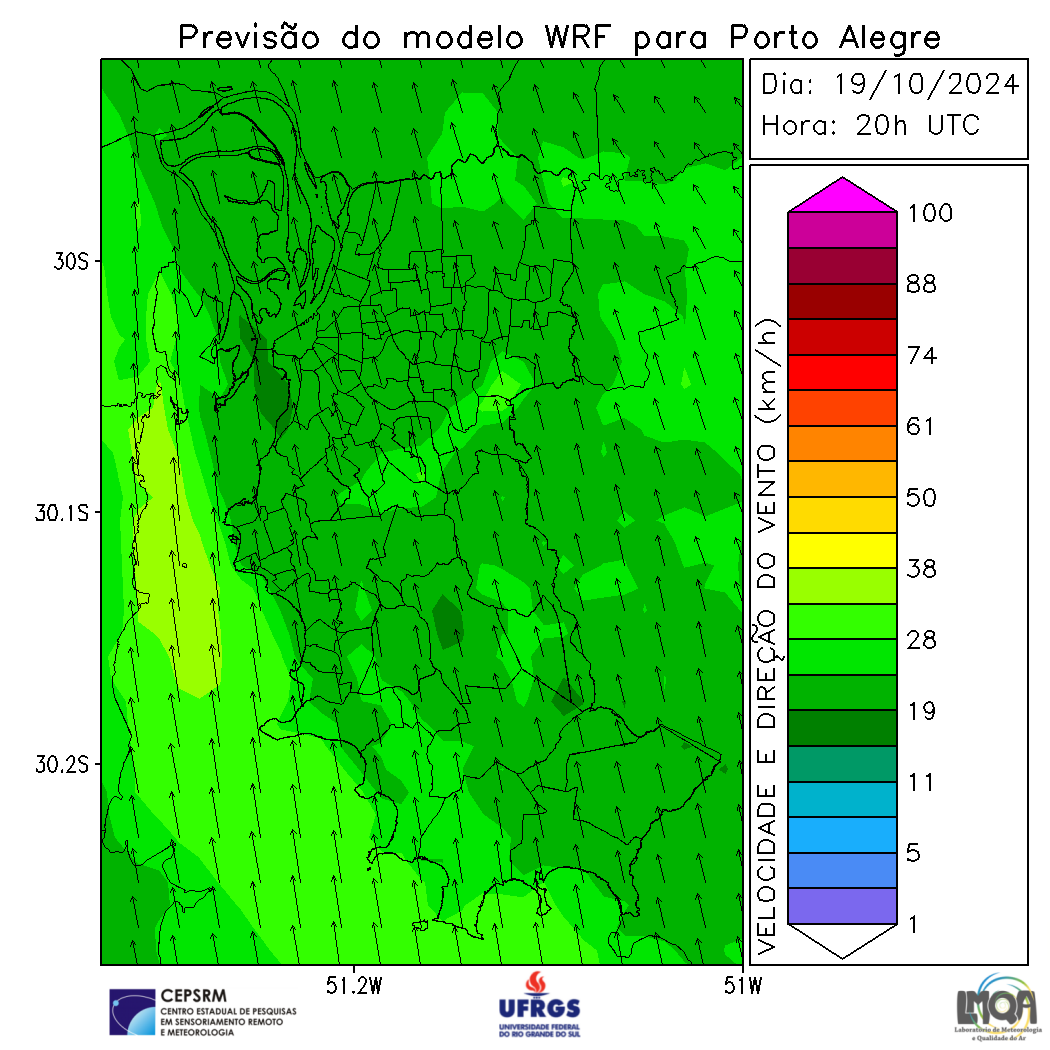 Previsão do modelo WRF para Porto Alegre
Dia: 19/10/2024
Hora: 20h UTC
30S
30.1S
30.2S
51.2W
51W
VELOCIDADE E DIREÇÃO DO VENTO (km/h)
100
88
74
61
50
38
28
19
11
5
1
CEPSRM
CENTRO ESTADUAL DE PESQUISAS
EM SENSORIAMENTO REMOTO
E METEOROLOGIA
UFRGS
UNIVERSIDADE FEDERAL
DO RIO GRANDE DO SUL
LMQA
Laboratório de Meteorologia
e Qualidade do Ar